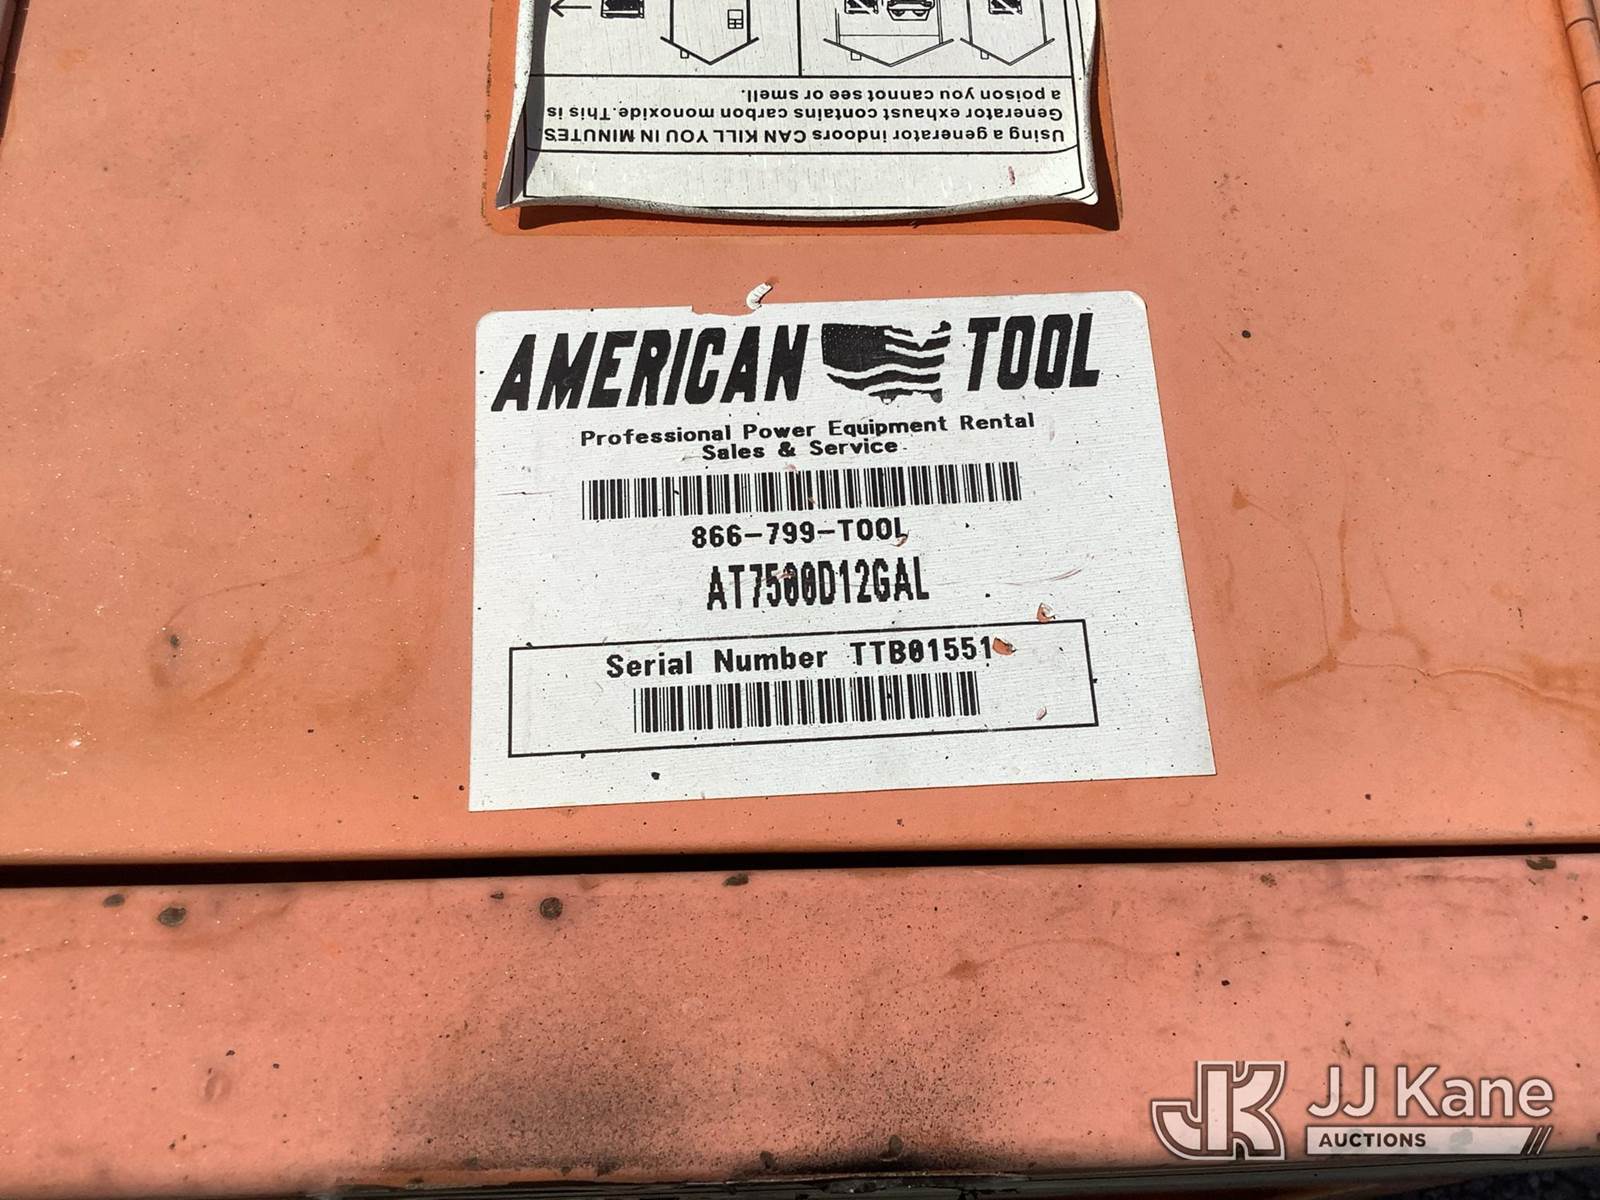 Using a generator indoors CAN KILL YOU IN MINUTES.
Generator exhaust contains carbon monoxide. This is
a poison you cannot see or smell.
AMERICAN TOOL
Professional Power Equipment Rental
Sales & Service
866-799-TOOL
AT7500D12GAL
Serial Number TTB01551
JK JJ Kane
AUCTIONS